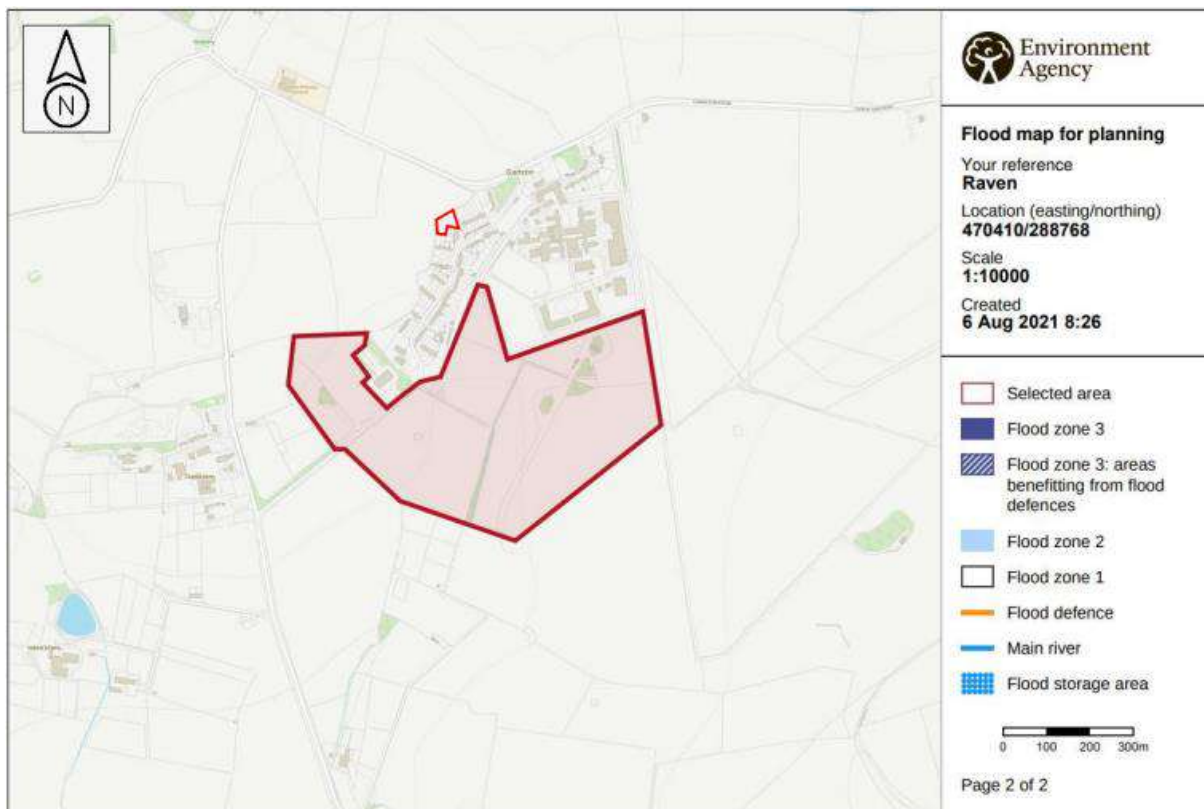 N
Environment
Agency
Flood map for planning
Your reference
Raven
Location (easting/northing)
470410/288768
Scale
1:10000
Created
6 Aug 2021 8:26
Selected area
Flood zone 3
Flood zone 3: areas
benefitting from flood
defences
Flood zone 2
Flood zone 1
Flood defence
Main river
Flood storage area
0 100 200 300m
Page 2 of 2